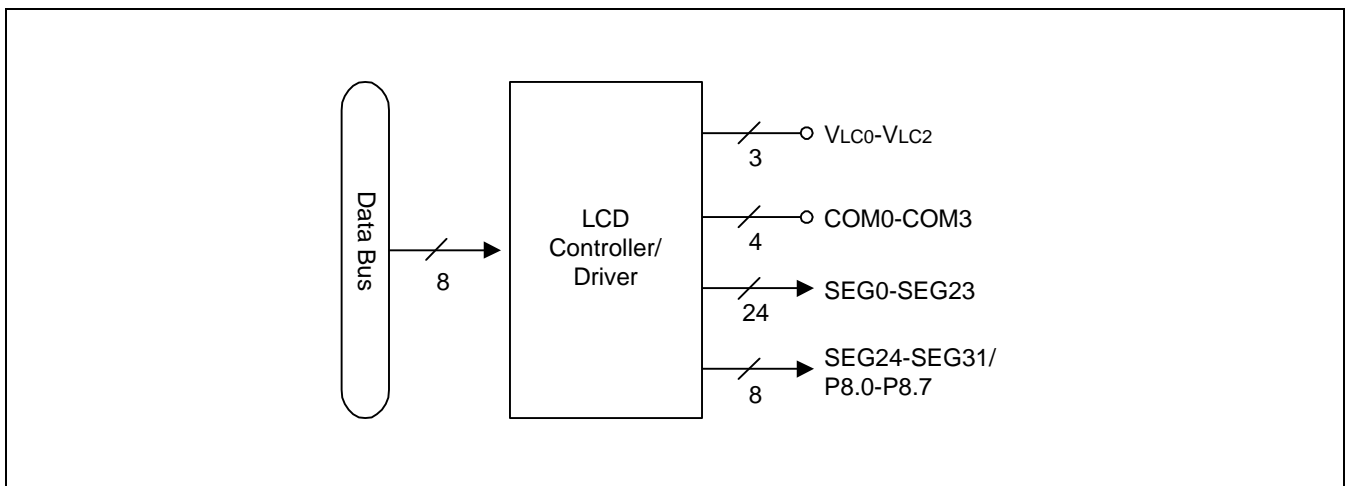 Data Bus
8
LCD
Controller/
Driver
3
VLC0-VLC2
4
COM0-COM3
24
SEG0-SEG23
8
SEG24-SEG31/
P8.0-P8.7